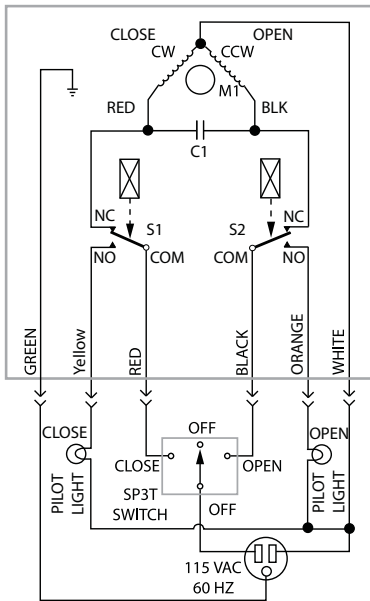 CLOSE OPEN
CW CCW
M1
RED BLK
C1
NC NC
S1 S2
NO COM COM NO
GREEN
Yellow
RED
BLACK
ORANGE
WHITE
OFF
CLOSE OPEN
CLOSE OPEN
PILOT
LIGHT
SP3T
SWITCH
OFF
PILOT
LIGHT
115 VAC
60 HZ